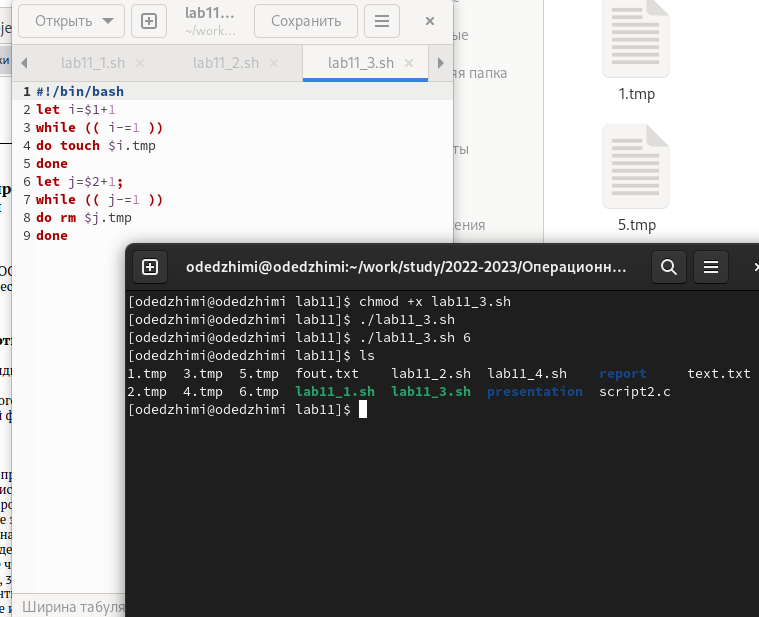 Открыть
lab11...
~/work...
Сохранить
lab11_1.sh
lab11_2.sh
lab11_3.sh
1 #!/bin/bash
2 let i=$1+1
3 while (( i-=1 ))
4 do touch $i.tmp
5 done
6 let j=$2+1;
7 while (( j-=1 ))
8 do rm $j.tmp
9 done
Ширина табуля
1.tmp
5.tmp
odedzhimi@odedzhimi:~/work/study/2022-2023/Операционн...
[odedzhimi@odedzhimi lab11]$ chmod +x lab11_3.sh
[odedzhimi@odedzhimi lab11]$ ./lab11_3.sh
[odedzhimi@odedzhimi lab11]$ ./lab11_3.sh 6
[odedzhimi@odedzhimi lab11]$ ls
1.tmp 3.tmp 5.tmp fout.txt lab11_2.sh lab11_4.sh report text.txt
2.tmp 4.tmp 6.tmp lab11_1.sh lab11_3.sh presentation script2.c
[odedzhimi@odedzhimi lab11]$